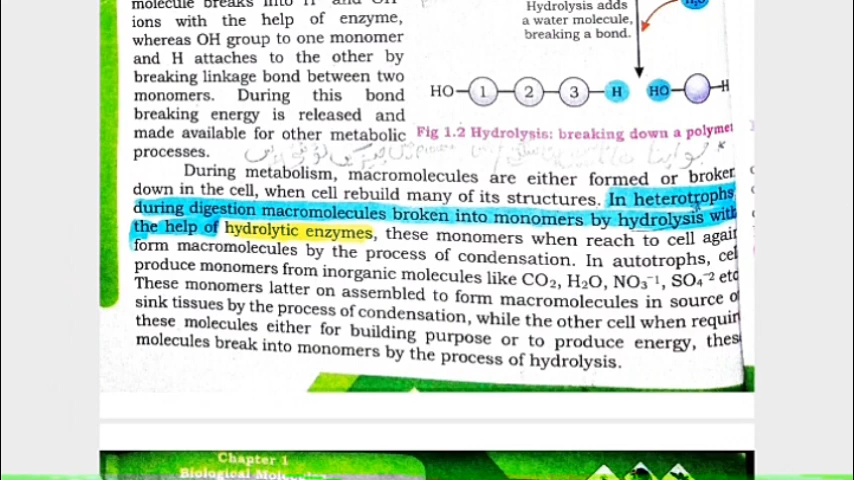 molecule breaks into H and OH
ions with the help of enzyme,
whereas OH group to one monomer
and H attaches to the other by
breaking linkage bond between two
monomers. During this bond
breaking energy is released and
made available for other metabolic
processes.
Hydrolysis adds
a water molecule,
breaking a bond.
H₂O
HO 1 2 3 H HO H
Fig 1.2 Hydrolysis: breaking down a polymer
During metabolism, macromolecules are either formed or broker
down in the cell, when cell rebuild many of its structures. In heterotrophs
during digestion macromolecules broken into monomers by hydrolysis with
the help of hydrolytic enzymes, these monomers when reach to cell again
form macromolecules by the process of condensation. In autotrophs, cel
produce monomers from inorganic molecules like CO₂, H₂O, NO₃⁻¹, SO₄⁻² etc
These monomers latter on assembled to form macromolecules in source o
sink tissues by the process of condensation, while the other cell when requir
these molecules either for building purpose or to produce energy, thes
molecules break into monomers by the process of hydrolysis.
Chapter 1
Biological